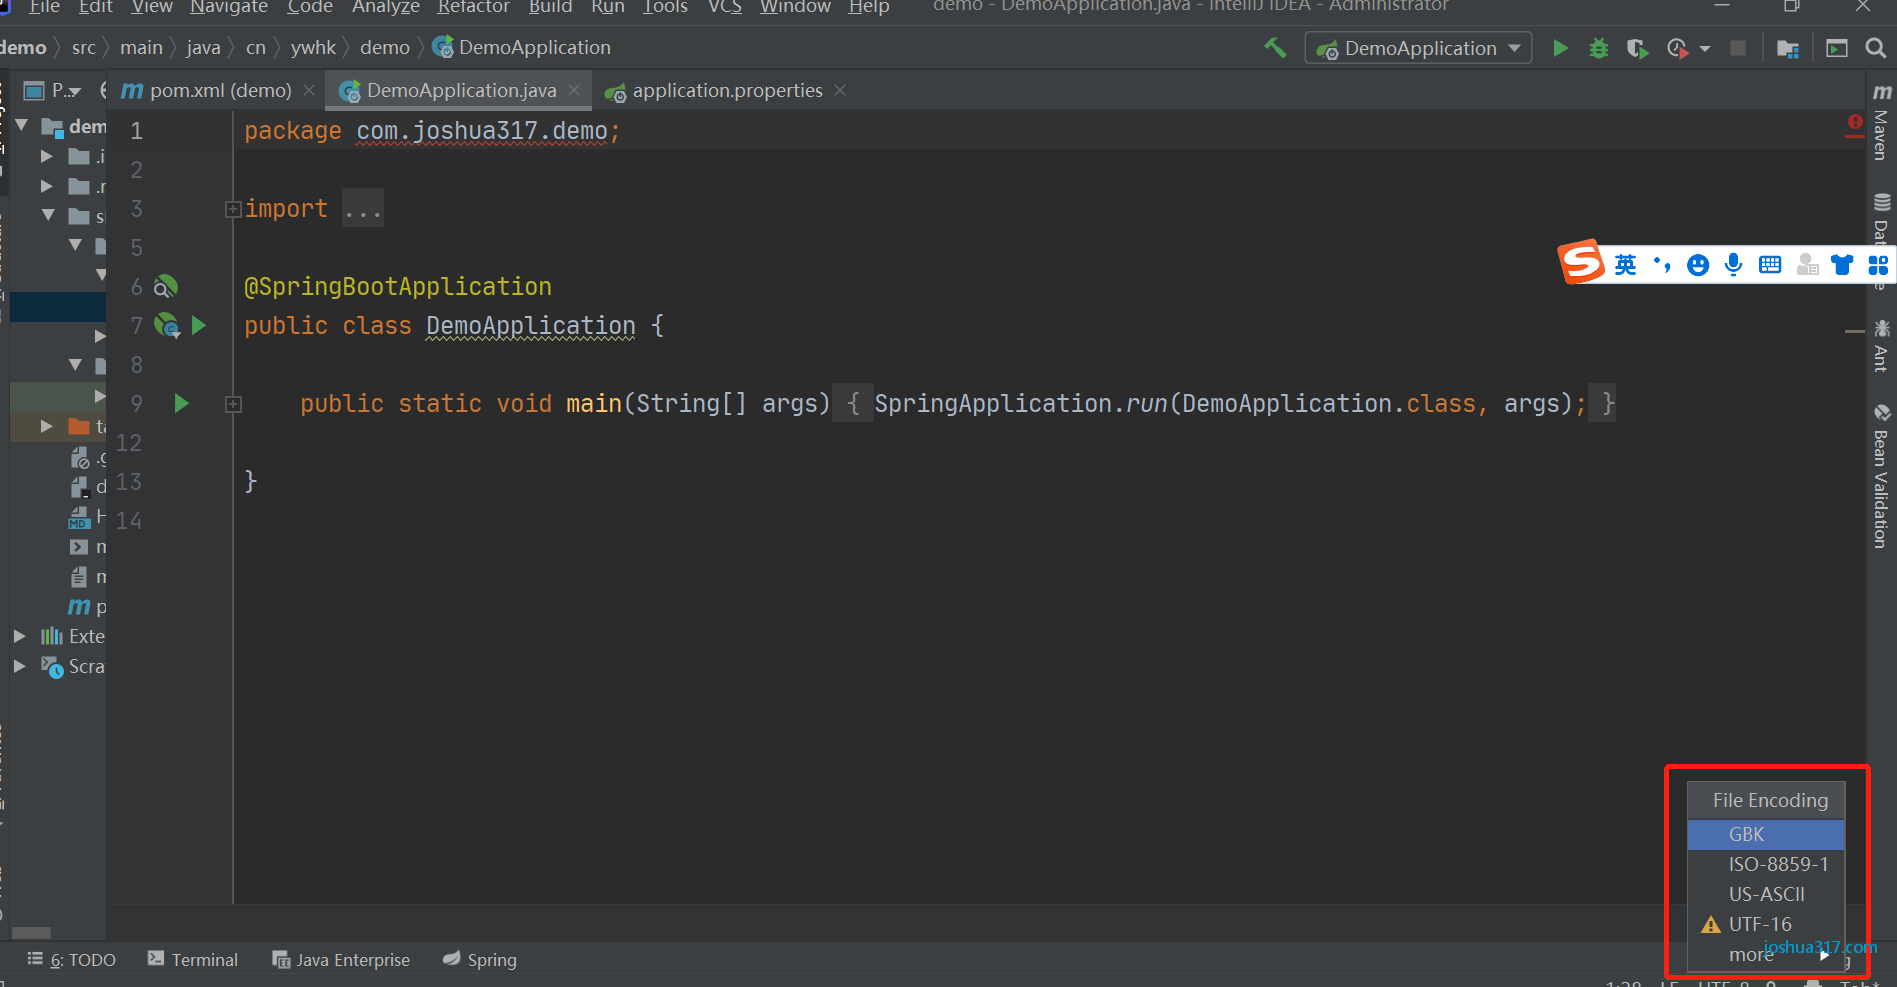 File Edit View Navigate Code Analyze Refactor Build Run Tools VCS Window Help demo - DemoApplication.java - IntelliJ IDEA - Administrator
demo src main java cn ywhk demo DemoApplication
DemoApplication
P... pom.xml (demo) DemoApplication.java application.properties
dem
.i
s
Exte
Scra
1 package com.joshua317.demo;
2
3 import ...
5
6 @SpringBootApplication
7 public class DemoApplication {
8
9 public static void main(String[] args) { SpringApplication.run(DemoApplication.class, args); }
12
13 }
14
Maven
Ant
Bean Validation
英
File Encoding
GBK
ISO-8859-1
US-ASCII
UTF-16
more
joshua317.com
6: TODO Terminal Java Enterprise Spring
1:28 LF UTF-8 Tab*